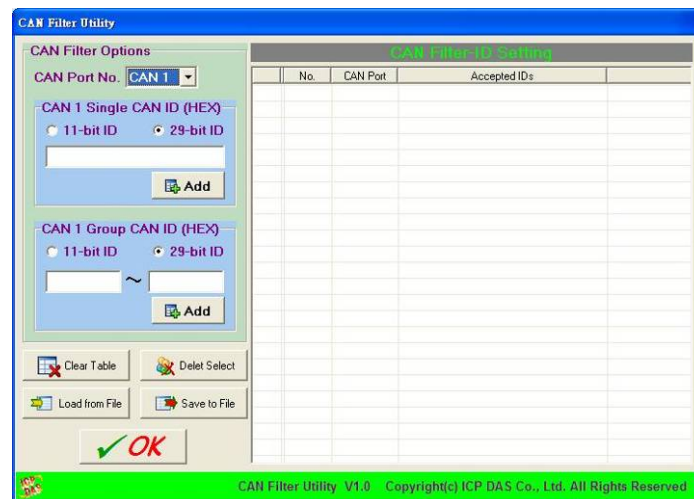 CAN Filter Utility
CAN Filter Options
CAN Port No. CAN 1
CAN 1 Single CAN ID (HEX)
11-bit ID 29-bit ID
Add
CAN 1 Group CAN ID (HEX)
11-bit ID 29-bit ID
~
Add
Clear Table Delet Select
Load from File Save to File
OK
CAN Filter-ID Setting
No. CAN Port Accepted IDs
ICP DAS
CAN Filter Utility V1.0 Copyright(c) ICP DAS Co., Ltd. All Rights Reserved